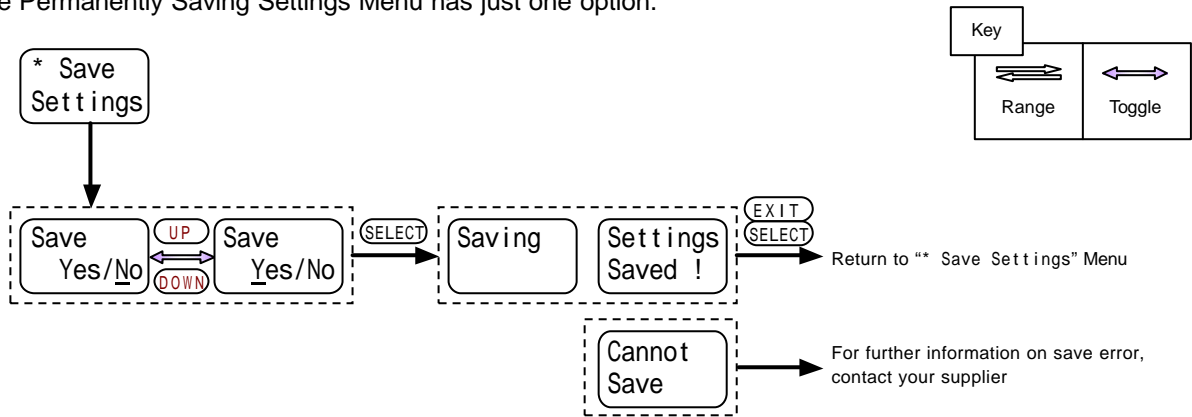 e Permanently Saving Settings Menu has just one option.
Key
Range Toggle
* Save
Settings
Save
Yes/No
UP
DOWN
Save
Yes/No
SELECT
Saving
Settings
Saved !
EXIT
SELECT
Return to “* Save Settings” Menu
Cannot
Save
For further information on save error,
contact your supplier